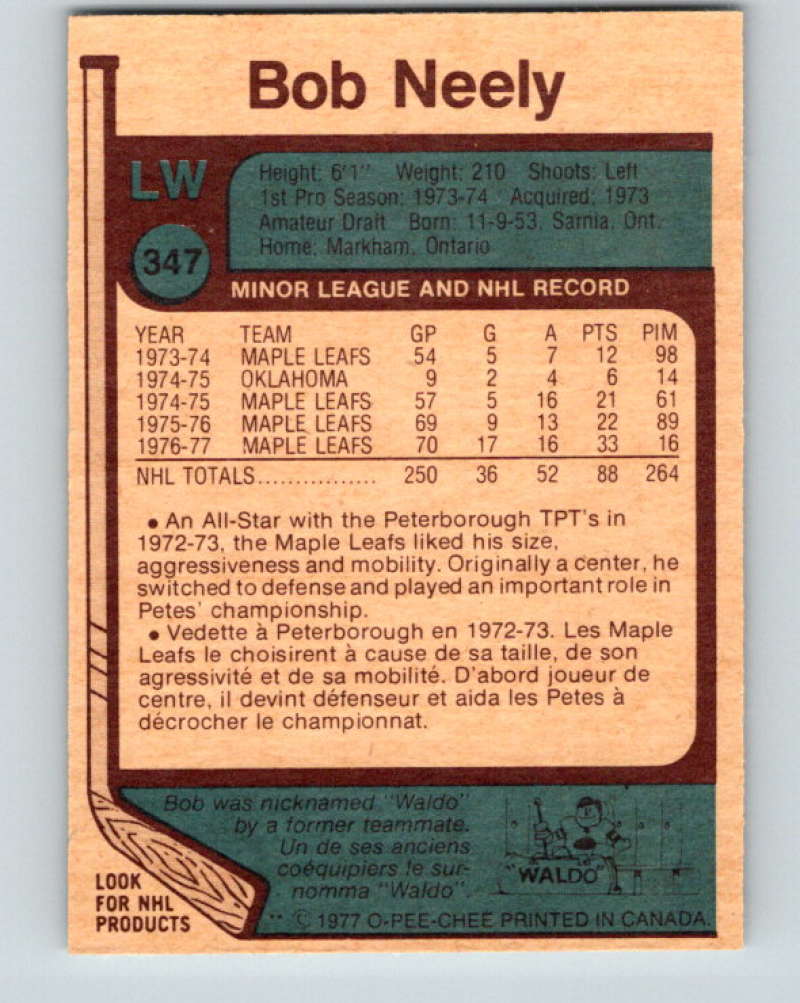 Bob Neely
LW
347
Height: 6'1" Weight: 210 Shoots: Left
1st Pro Season: 1973-74 Acquired: 1973
Amateur Draft Born: 11-9-53, Sarnia, Ont.
Home: Markham, Ontario
MINOR LEAGUE AND NHL RECORD
YEAR TEAM GP G A PTS PIM
1973-74 MAPLE LEAFS 54 5 7 12 98
1974-75 OKLAHOMA 9 2 4 6 14
1974-75 MAPLE LEAFS 57 5 16 21 61
1975-76 MAPLE LEAFS 69 9 13 22 89
1976-77 MAPLE LEAFS 70 17 16 33 16
NHL TOTALS................ 250 36 52 88 264
• An All-Star with the Peterborough TPT's in
1972-73, the Maple Leafs liked his size,
aggressiveness and mobility. Originally a center, he
switched to defense and played an important role in
Petes' championship.
• Vedette à Peterborough en 1972-73. Les Maple
Leafs le choisirent à cause de sa taille, de son
agressivité et de sa mobilité. D'abord joueur de
centre, il devint défenseur et aida les Petes à
décrocher le championnat.
Bob was nicknamed "Waldo"
by a former teammate.
Un de ses anciens
coéquipiers le sur-
nomma "Waldo".
"WALDO"
LOOK
FOR NHL
PRODUCTS
** © 1977 O-PEE-CHEE PRINTED IN CANADA.